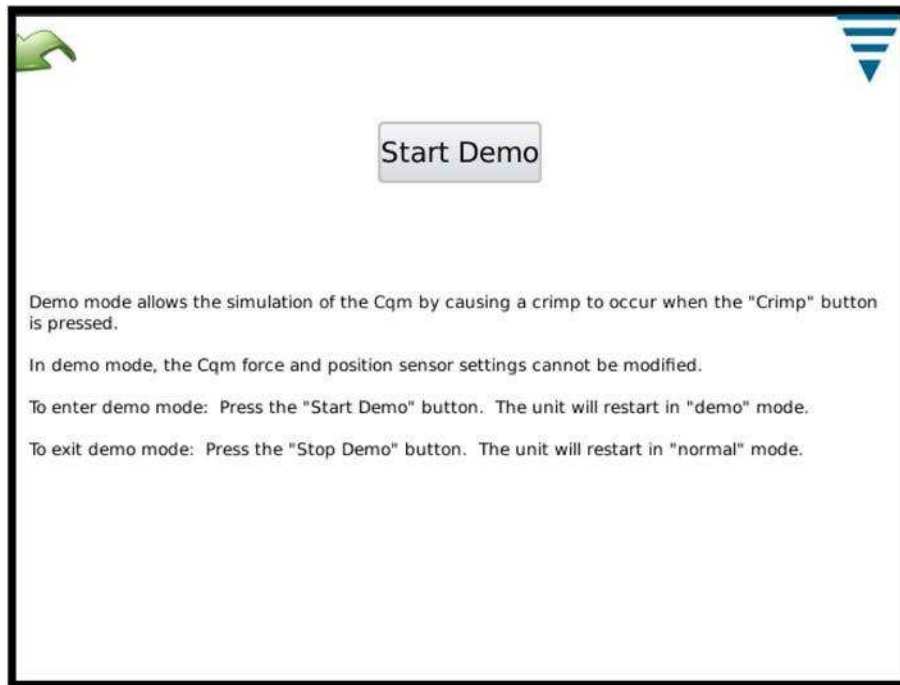 Start Demo
Demo mode allows the simulation of the Cqm by causing a crimp to occur when the "Crimp" button
is pressed.
In demo mode, the Cqm force and position sensor settings cannot be modified.
To enter demo mode:  Press the "Start Demo" button.  The unit will restart in "demo" mode.
To exit demo mode:  Press the "Stop Demo" button.  The unit will restart in "normal" mode.